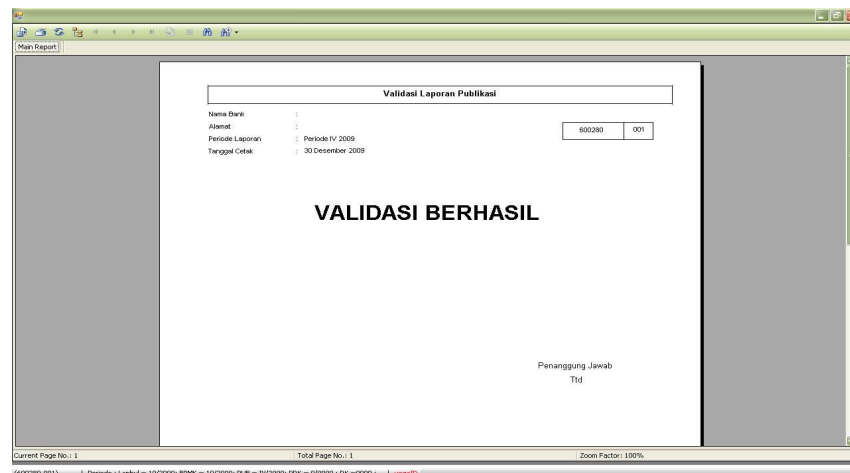 Main Report
Validasi Laporan Publikasi
Nama Bank :
Alamat :
600280 001
Periode Laporan : Periode IV 2009
Tanggal Cetak : 30 Desember 2009
VALIDASI BERHASIL
Penanggung Jawab
Ttd
Current Page No.: 1 Total Page No.: 1 Zoom Factor: 100%